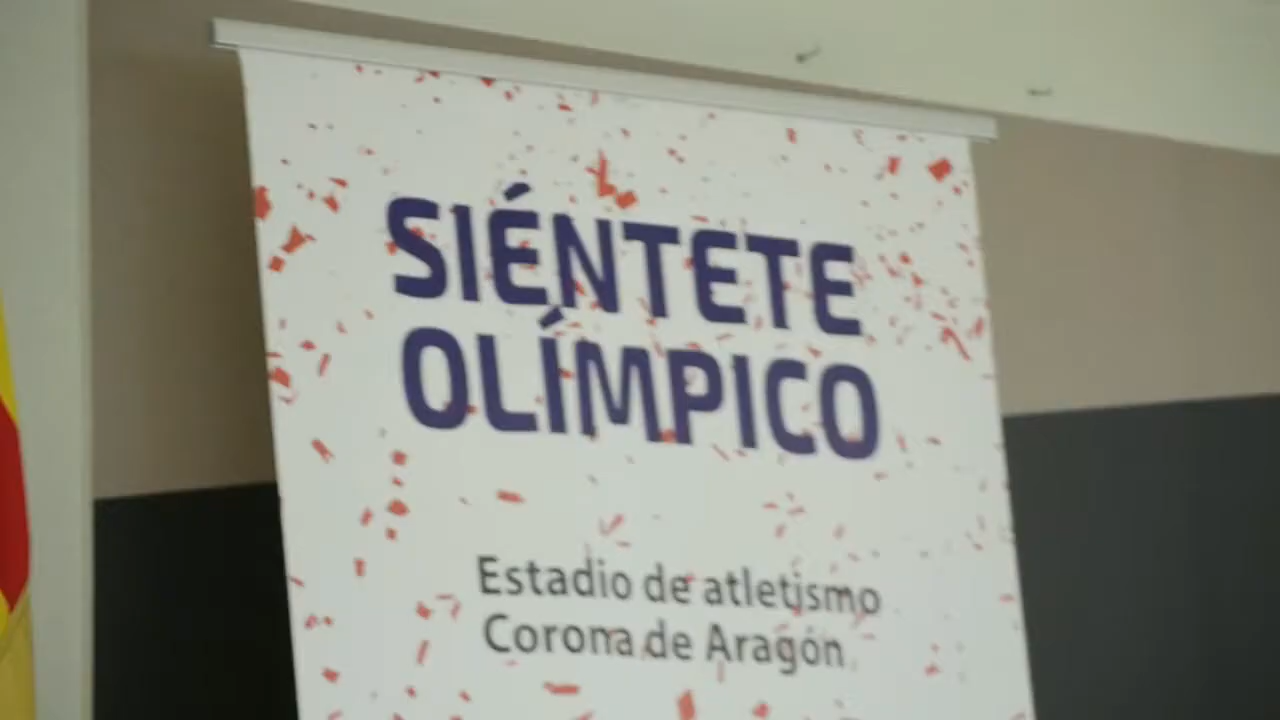 SIÉNTETE
OLÍMPICO
Estadio de atletismo
Corona de Aragón